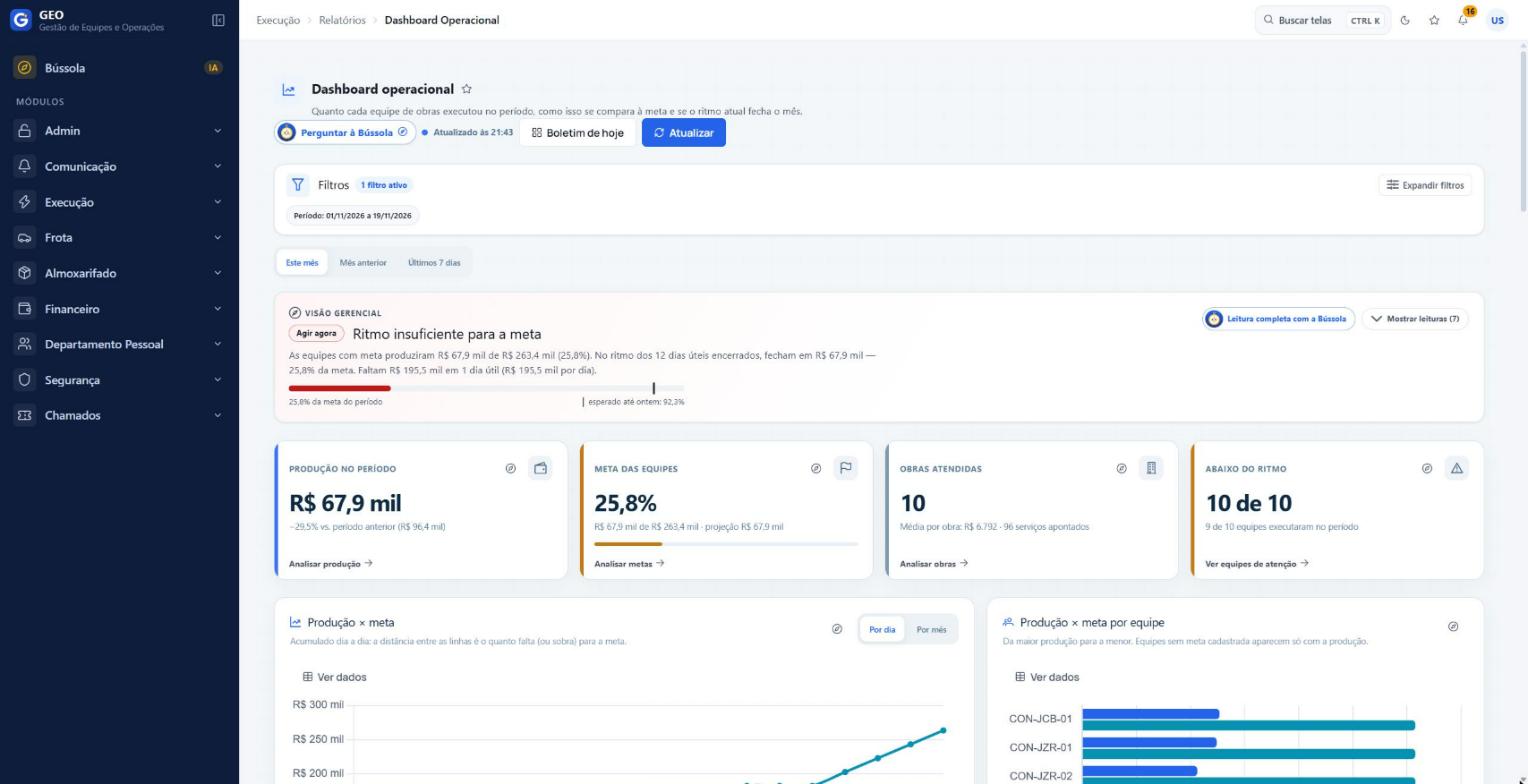 GEO
Gestão de Equipes e Operações
Bússola
IA
MÓDULOS
Admin
Comunicação
Execução
Frota
Almoxarifado
Financeiro
Departamento Pessoal
Segurança
Chamados
Execução > Relatórios > Dashboard Operacional
Buscar telas CTRL K
16
US
Dashboard operacional
Quanto cada equipe de obras executou no período, como isso se compara à meta e se o ritmo atual fecha o mês.
Perguntar à Bússola
Atualizado às 21:43
Boletim de hoje
Atualizar
Filtros
1 filtro ativo
Expandir filtros
Período: 01/11/2026 a 19/11/2026
Este mês
Mês anterior
Últimos 7 dias
VISÃO GERENCIAL
Agir agora
Ritmo insuficiente para a meta
Leitura completa com a Bússola
Mostrar leituras (7)
As equipes com meta produziram R$ 67,9 mil de R$ 263,4 mil (25,8%). No ritmo dos 12 dias úteis encerrados, fecham em R$ 67,9 mil —
25,8% da meta. Faltam R$ 195,5 mil em 1 dia útil (R$ 195,5 mil por dia).
25,8% da meta do período
esperado até ontem: 92,3%
PRODUÇÃO NO PERÍODO
R$ 67,9 mil
−29,5% vs. período anterior (R$ 96,4 mil)
Analisar produção →
META DAS EQUIPES
25,8%
R$ 67,9 mil de R$ 263,4 mil · projeção R$ 67,9 mil
Analisar metas →
OBRAS ATENDIDAS
10
Média por obra: R$ 6.792 · 96 serviços apontados
Analisar obras →
ABAIXO DO RITMO
10 de 10
9 de 10 equipes executaram no período
Ver equipes de atenção →
Produção × meta
Acumulado dia a dia: a distância entre as linhas é o quanto falta (ou sobra) para a meta.
Por dia
Por mês
Ver dados
R$ 300 mil
R$ 250 mil
R$ 200 mil
Produção × meta por equipe
Da maior produção para a menor. Equipes sem meta cadastrada aparecem só com a produção.
Ver dados
CON-JCB-01
CON-JZR-01
CON-JZR-02